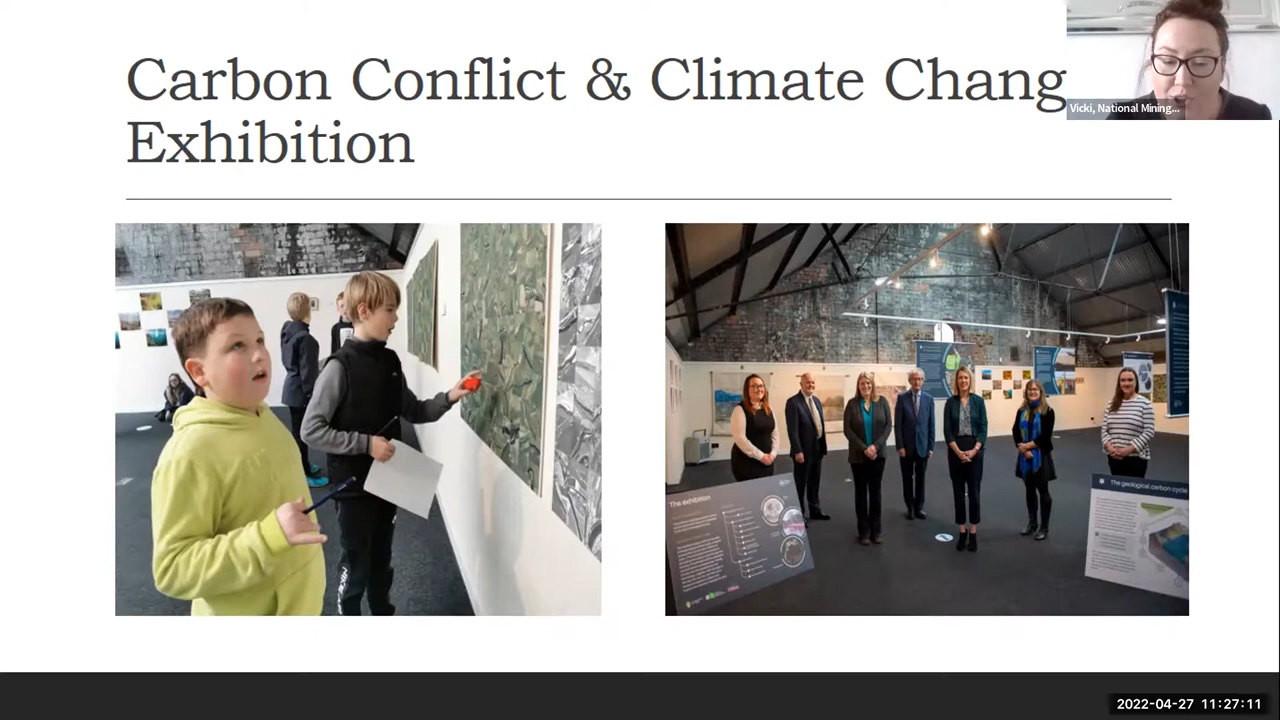 Carbon Conflict & Climate Chang
Exhibition
Vicki, National Mining...
NIKE
The exhibition
The geological carbon cycle
2022-04-27 11:27:11